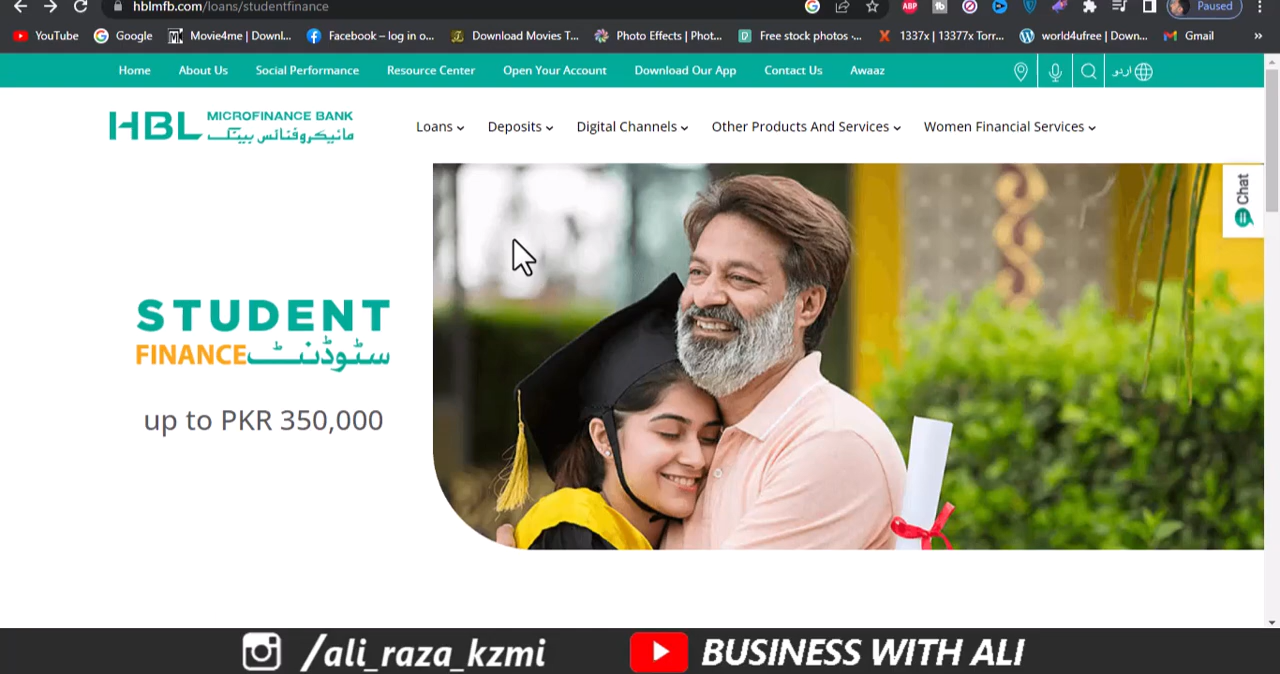 hblmfb.com/loans/studentfinance
ABP
Paused
YouTube Google Movie4me | Downl... Facebook – log in o... Download Movies T... Photo Effects | Phot... Free stock photos -... 1337x | 13377x Torr... world4ufree | Down... Gmail »
Home About Us Social Performance Resource Center Open Your Account Download Our App Contact Us Awaaz اردو
HBL MICROFINANCE BANK
مائیکروفنانس بینک
Loans Deposits Digital Channels Other Products And Services Women Financial Services
Chat
STUDENT
FINANCE سٹوڈنٹ
up to PKR 350,000
/ali_raza_kzmi BUSINESS WITH ALI